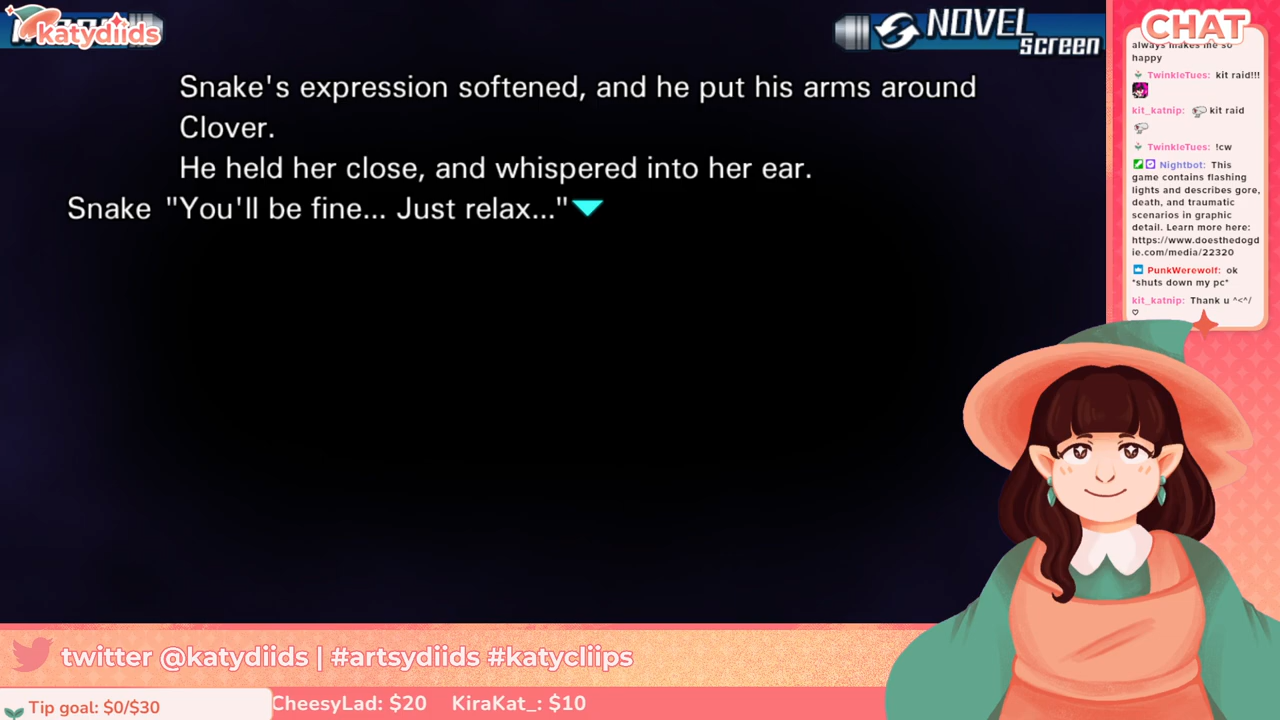 katydiids
NOVEL
screen
Snake's expression softened, and he put his arms around
Clover.
He held her close, and whispered into her ear.
Snake "You'll be fine... Just relax..."
CHAT
always makes me so
happy
TwinkleTues: kit raid!!!
kit_katnip: kit raid
TwinkleTues: !cw
Nightbot: This
game contains flashing
lights and describes gore,
death, and traumatic
scenarios in graphic
detail. Learn more here:
https://www.doesthedogd
ie.com/media/22320
PunkWerewolf: ok
*shuts down my pc*
kit_katnip: Thank u ^<^/
♡
twitter @katydiids | #artsydiids #katycliips
Tip goal: $0/$30
CheesyLad: $20 KiraKat_: $10